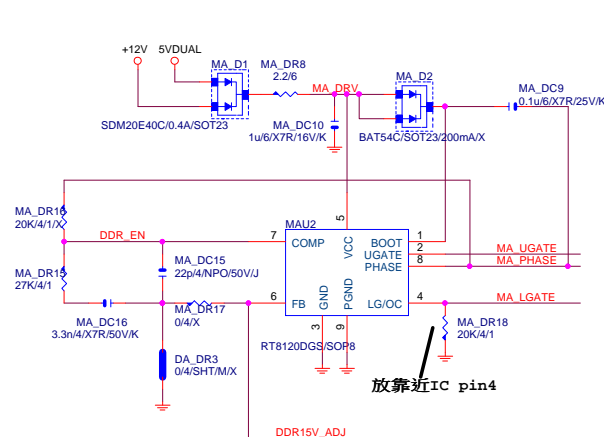 +12V 5VDUAL
MA_D1
MA_DR8
2.2/6
MA_DRV
MA_D2
MA_DC9
0.1u/6/X7R/25V/K
SDM20E40C/0.4A/SOT23
MA_DC10
1u/6/X7R/16V/K
BAT54C/SOT23/200mA/X
MA_DR16
20K/4/1/X
DDR_EN
MAU2
5
7
COMP
VCC
BOOT
1
UGATE
2
MA_UGATE
PHASE
8
MA_PHASE
MA_DR15
27K/4/1
MA_DC15
22p/4/NPO/50V/J
MA_DC16
3.3n/4/X7R/50V/K
MA_DR17
0/4/X
6
FB
GND
PGND
LG/OC
4
MA_LGATE
3
9
MA_DR18
20K/4/1
RT8120DGS/SOP8
DA_DR3
0/4/SHT/M/X
放靠近IC pin4
DDR15V_ADJ